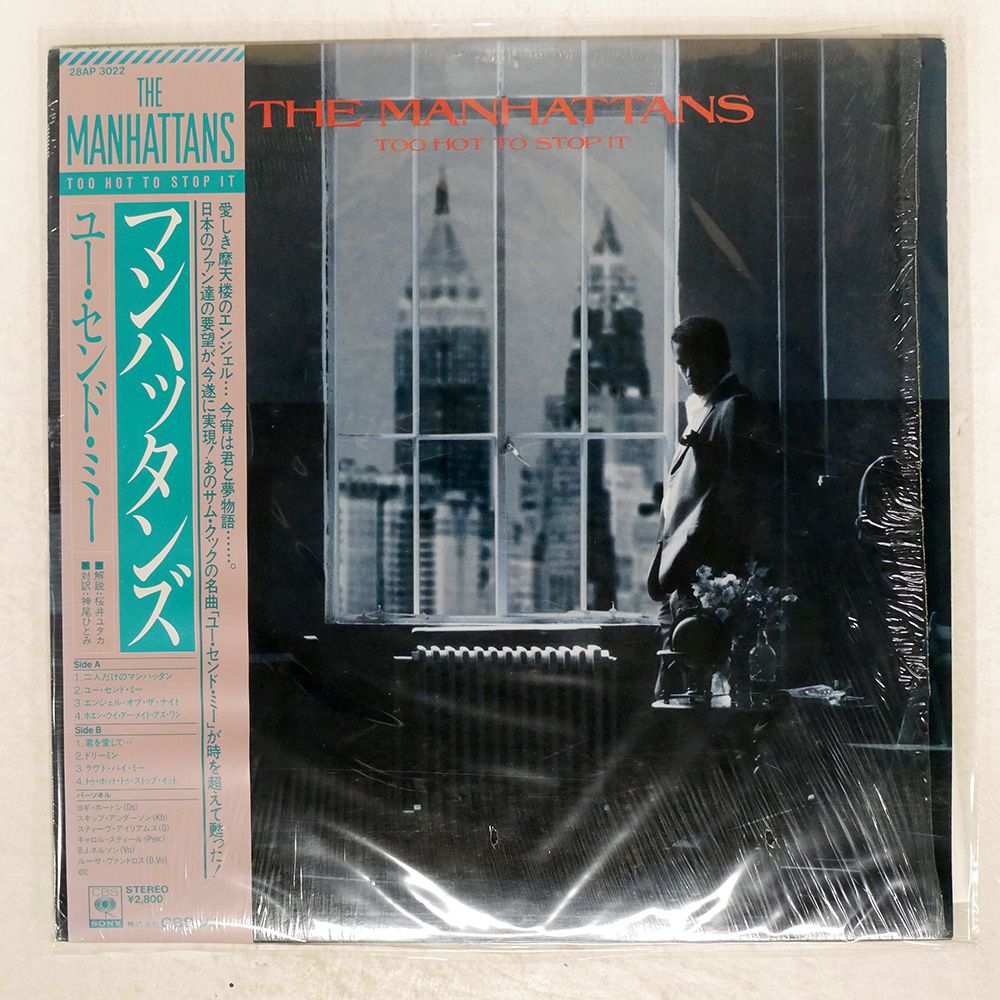 28AP 3022
THE
MANHATTANS
TOO HOT TO STOP IT
マンハッタンズ
ユー・センド・ミー
愛しき摩天楼のエンジェル… 今宵は君と夢物語……。
日本のファン達の要望が、今遂に実現!あのサム・クックの名曲「ユー・センド・ミー」が時を超えて甦った!
■解説:桜井ユタカ
■対訳:神尾ひとみ
Side A
1.二人だけのマンハッタン
2.ユー・センド・ミー
3.エンジェル・オブ・ザ・ナイト
4.ホエン・ウイ・アー・メイド・アズ・ワン
Side B
1.君を愛して…
2.ドリーミン
3.ラヴド・バイ・ミー
4.トゥ・ホット・トゥ・ストップ・イット
パーソネル
ヨギ・ホートン(Ds)
スキップ・アンダーソン(Kb)
スティーヴ・アイリアムス(G)
キャロル・スティール(Perc)
B.J.ネルソン(Vo)
ルーサ・ヴァンドロス(B,Vo)
etc.
CBS
SONY
STEREO
¥2,800
株式会社CBS
THE MANHATTANS
TOO HOT TO STOP IT